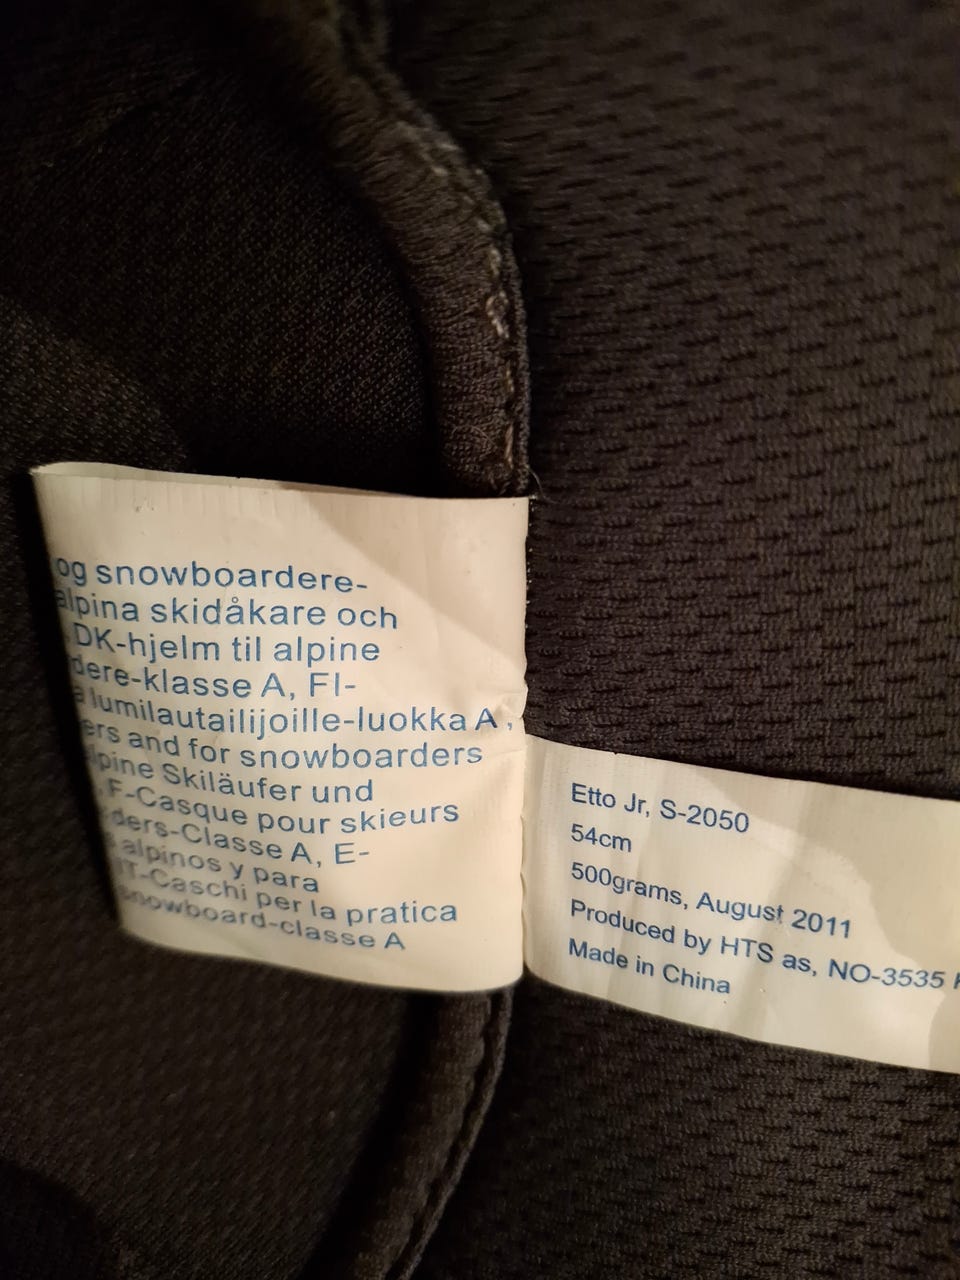 og snowboardere-
alpina skidåkare och
DK-hjelm til alpine
dere-klasse A, FI-
lumilautailijoille-luokka A,
ers and for snowboarders
lpine Skiläufer und
F-Casque pour skieurs
ders-Classe A, E-
alpinos y para
IT-Caschi per la pratica
snowboard-classe A
Etto Jr, S-2050
54cm
500grams, August 2011
Produced by HTS as, NO-3535
Made in China